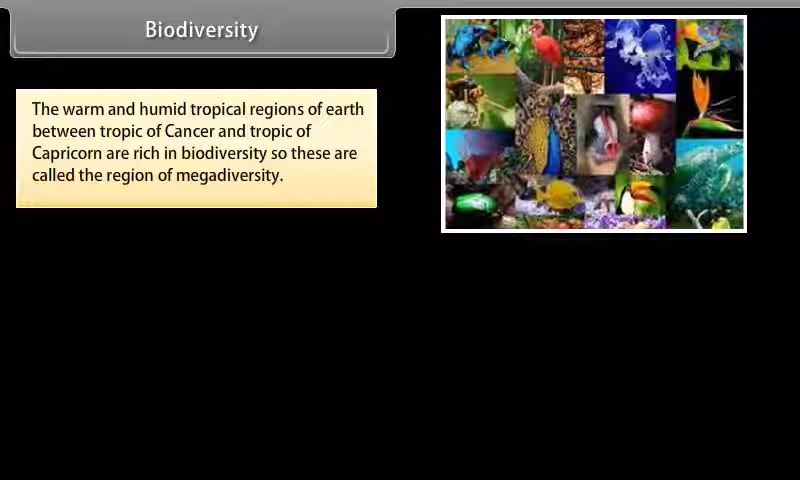 Biodiversity
The warm and humid tropical regions of earth
between tropic of Cancer and tropic of
Capricorn are rich in biodiversity so these are
called the region of megadiversity.